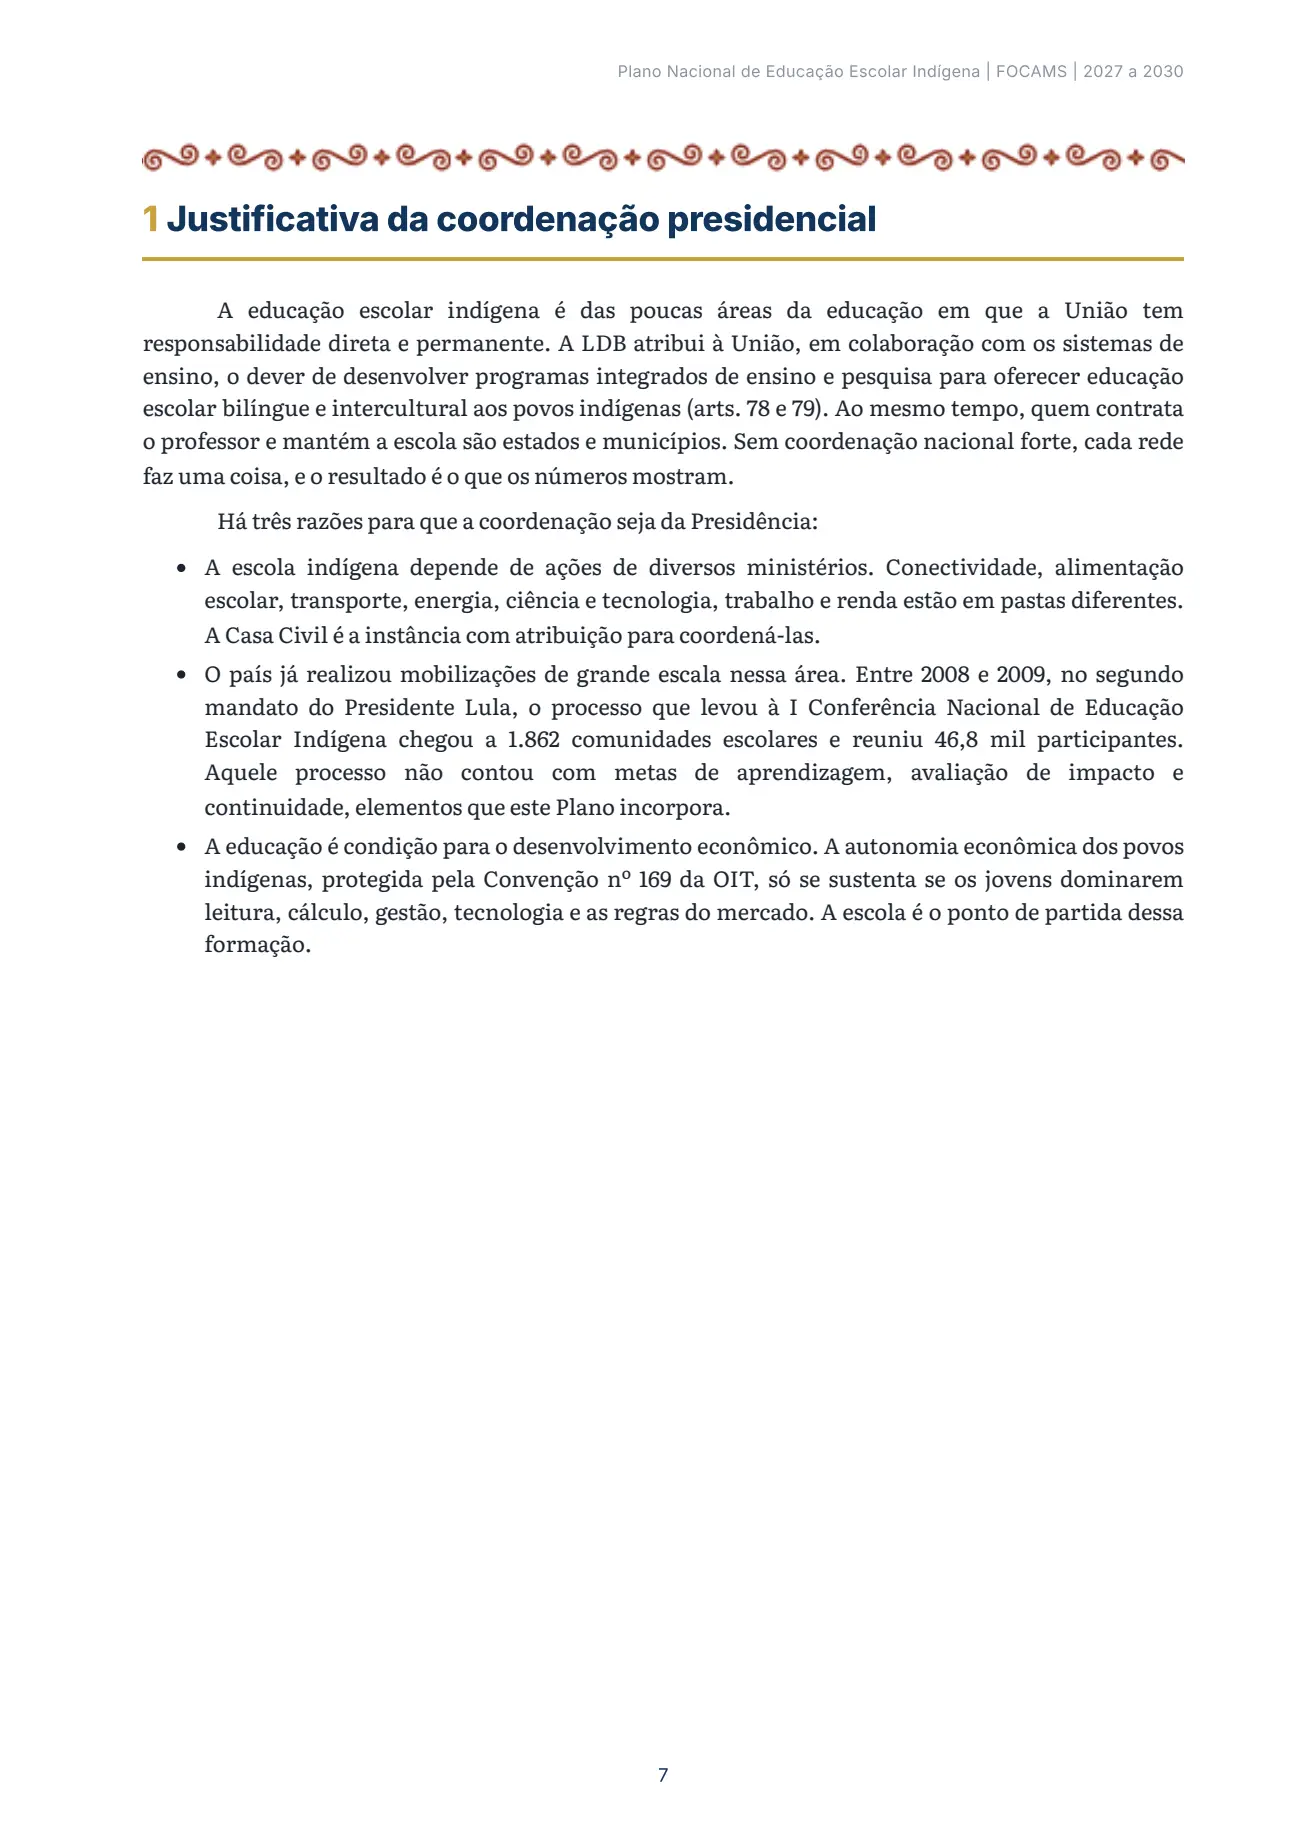 Plano Nacional de Educação Escolar Indígena | FOCAMS | 2027 a 2030
1 Justificativa da coordenação presidencial
A educação escolar indígena é das poucas áreas da educação em que a União tem
responsabilidade direta e permanente. A LDB atribui à União, em colaboração com os sistemas de
ensino, o dever de desenvolver programas integrados de ensino e pesquisa para oferecer educação
escolar bilíngue e intercultural aos povos indígenas (arts. 78 e 79). Ao mesmo tempo, quem contrata
o professor e mantém a escola são estados e municípios. Sem coordenação nacional forte, cada rede
faz uma coisa, e o resultado é o que os números mostram.
Há três razões para que a coordenação seja da Presidência:
• A escola indígena depende de ações de diversos ministérios. Conectividade, alimentação
escolar, transporte, energia, ciência e tecnologia, trabalho e renda estão em pastas diferentes.
A Casa Civil é a instância com atribuição para coordená-las.
• O país já realizou mobilizações de grande escala nessa área. Entre 2008 e 2009, no segundo
mandato do Presidente Lula, o processo que levou à I Conferência Nacional de Educação
Escolar Indígena chegou a 1.862 comunidades escolares e reuniu 46,8 mil participantes.
Aquele processo não contou com metas de aprendizagem, avaliação de impacto e
continuidade, elementos que este Plano incorpora.
• A educação é condição para o desenvolvimento econômico. A autonomia econômica dos povos
indígenas, protegida pela Convenção nº 169 da OIT, só se sustenta se os jovens dominarem
leitura, cálculo, gestão, tecnologia e as regras do mercado. A escola é o ponto de partida dessa
formação.
7